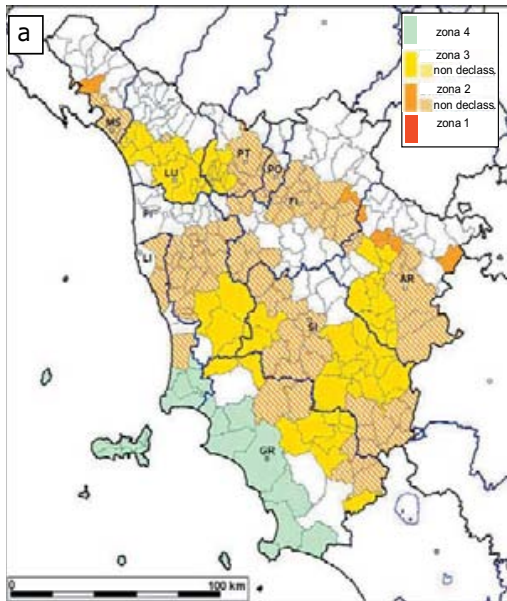 a
zona 4
zona 3
non declass.
zona 2
non declass.
zona 1
MS
LU
PT
PO
FI
PI
LI
AR
SI
GR
0
100 km